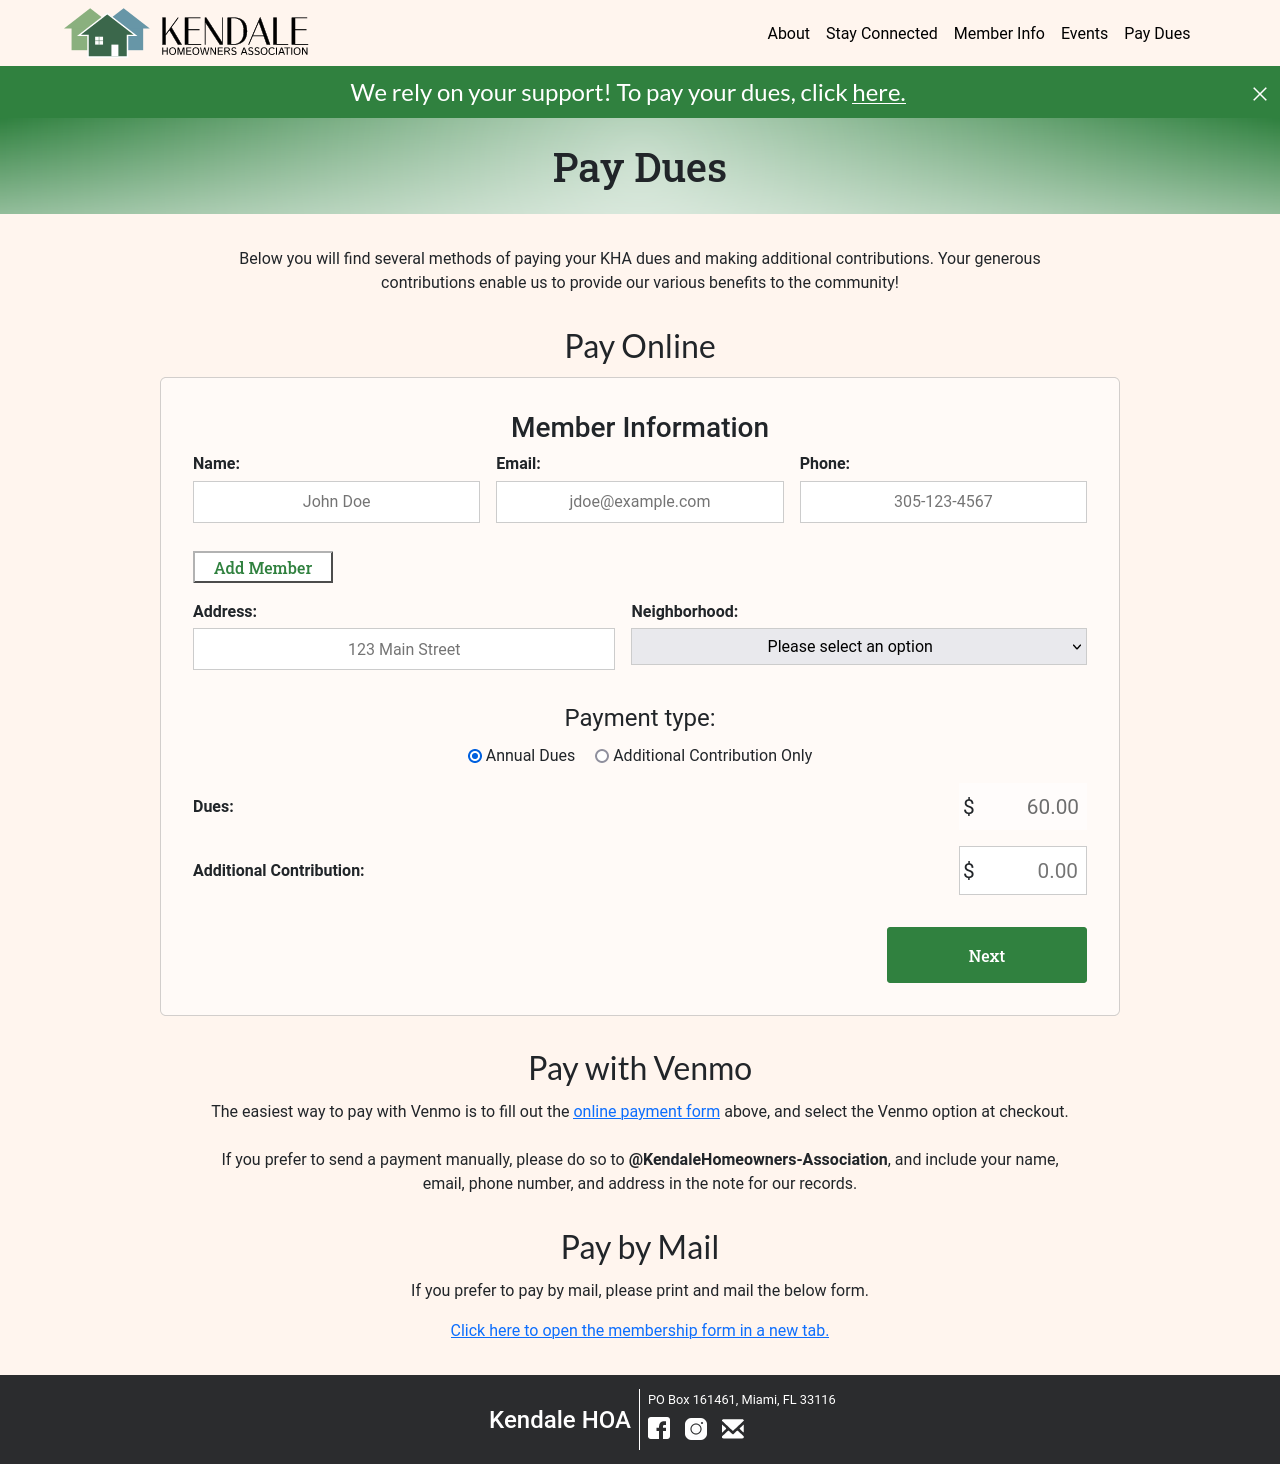 KENDALE
HOMEOWNERS ASSOCIATION
About Stay Connected Member Info Events Pay Dues
We rely on your support! To pay your dues, click here.
Pay Dues
Below you will find several methods of paying your KHA dues and making additional contributions. Your generous
contributions enable us to provide our various benefits to the community!
Pay Online
Member Information
Name: Email: Phone:
John Doe jdoe@example.com 305-123-4567
Add Member
Address: Neighborhood:
123 Main Street Please select an option
Payment type:
Annual Dues Additional Contribution Only
Dues: $ 60.00
Additional Contribution: $ 0.00
Next
Pay with Venmo
The easiest way to pay with Venmo is to fill out the online payment form above, and select the Venmo option at checkout.
If you prefer to send a payment manually, please do so to @KendaleHomeowners-Association, and include your name,
email, phone number, and address in the note for our records.
Pay by Mail
If you prefer to pay by mail, please print and mail the below form.
Click here to open the membership form in a new tab.
Kendale HOA
PO Box 161461, Miami, FL 33116